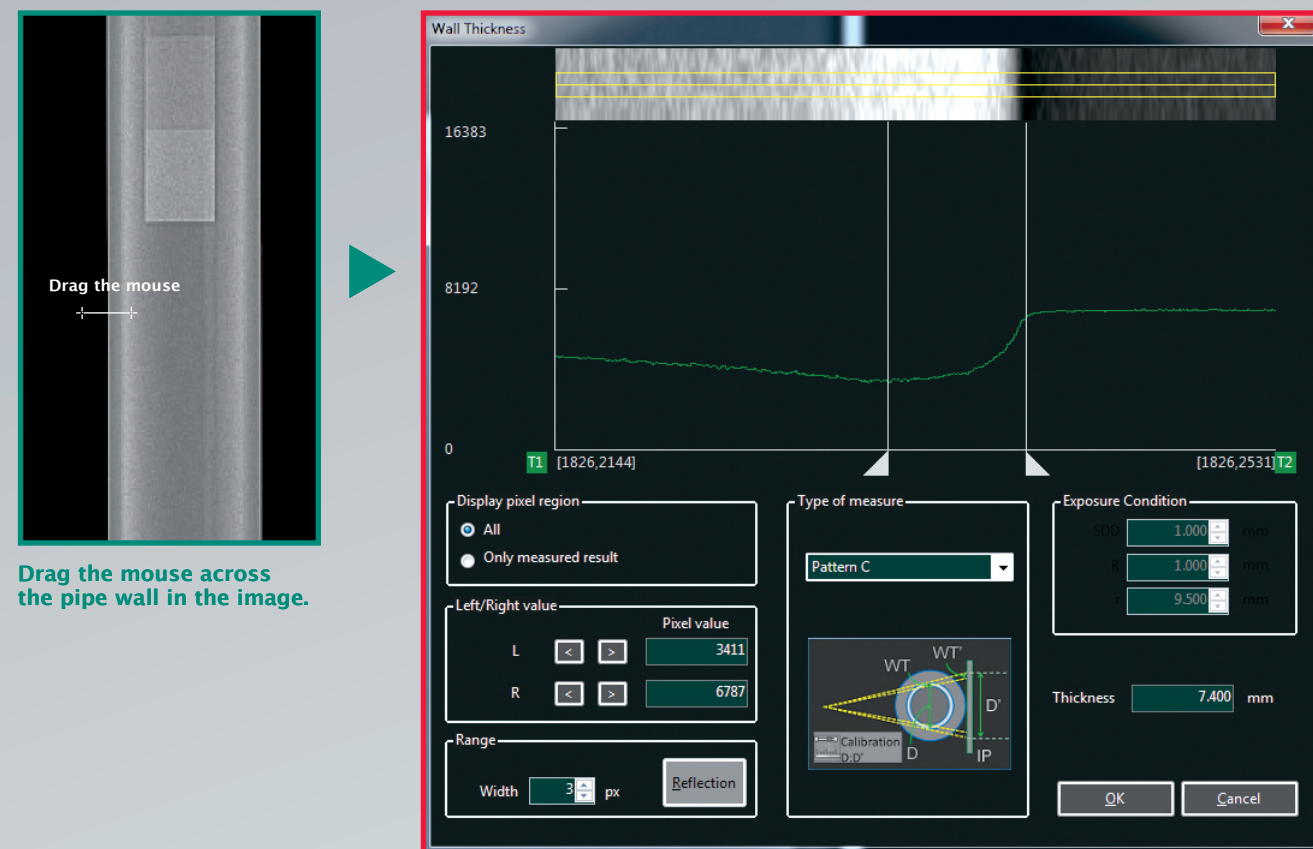 Drag the mouse
Drag the mouse across
the pipe wall in the image.
Wall Thickness
X
16383
8192
0
T1 [1826,2144] [1826,2531] T2
Display pixel region
All
Only measured result
Left/Right value
Pixel value
L < > 3411
R < > 6787
Range
Width 3 px Reflection
Type of measure
Pattern C
WT WT'
D'
Calibration
D:D'
D IP
Exposure Condition
SDD 1.000 mm
R 1.000 mm
r 9.500 mm
Thickness 7.400 mm
OK Cancel